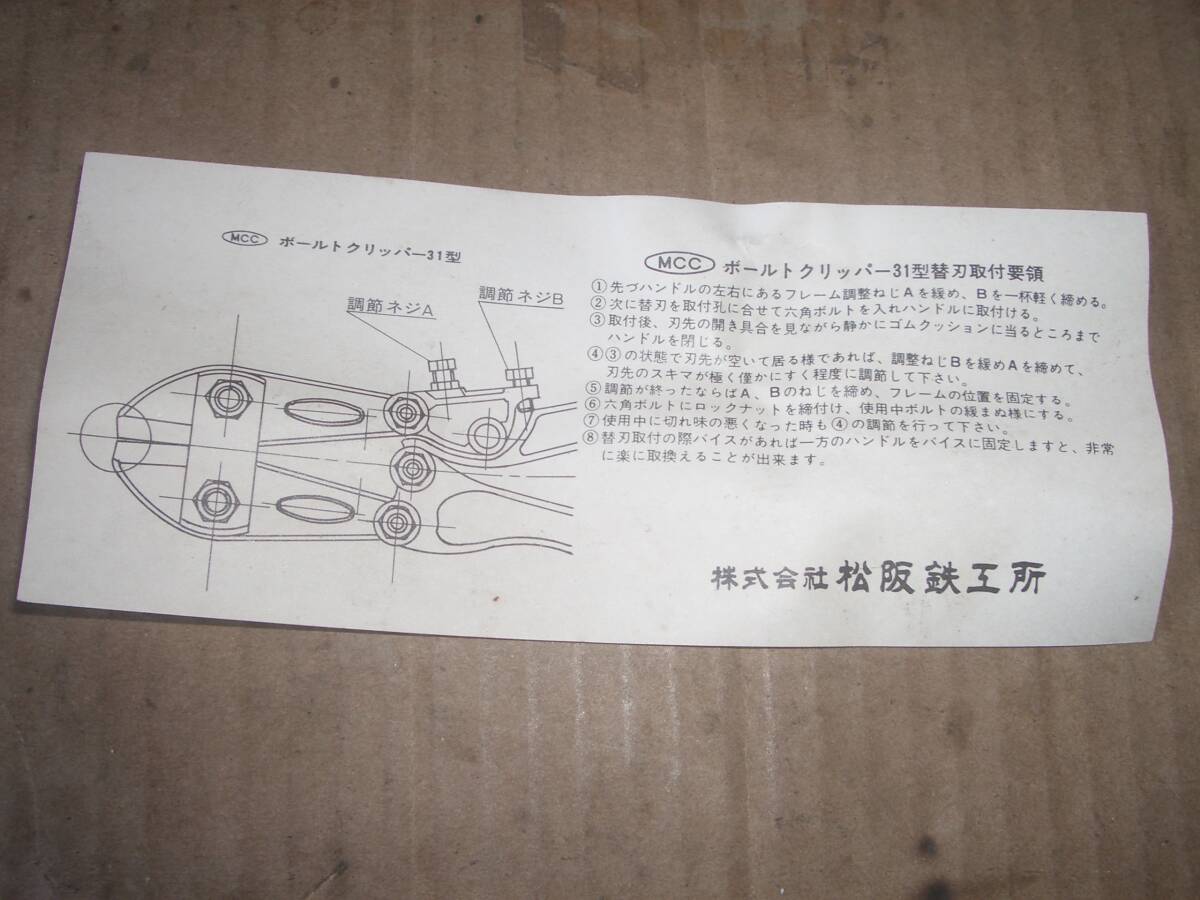 MCC ボールトクリッパー31型
調節ネジA
調節ネジB
MCC ボールトクリッパー31型替刃取付要領
①先づハンドルの左右にあるフレーム調整ねじAを緩め、Bを一杯軽く締める。
②次に替刃を取付孔に合せて六角ボルトを入れハンドルに取付ける。
③取付後、刃先の開き具合を見ながら静かにゴムクッションに当るところまで
ハンドルを閉じる。
④③の状態で刃先が空いて居る様であれば、調整ねじBを緩めAを締めて、
刃先のスキマが極く僅かにすく程度に調節して下さい。
⑤調節が終ったならばA、Bのねじを締め、フレームの位置を固定する。
⑥六角ボルトにロックナットを締付け、使用中ボルトの緩まぬ様にする。
⑦使用中に切れ味の悪くなった時も④の調節を行って下さい。
⑧替刃取付の際バイスがあれば一方のハンドルをバイスに固定しますと、非常
に楽に取換えることが出来ます。
株式会社 松阪鉄工所